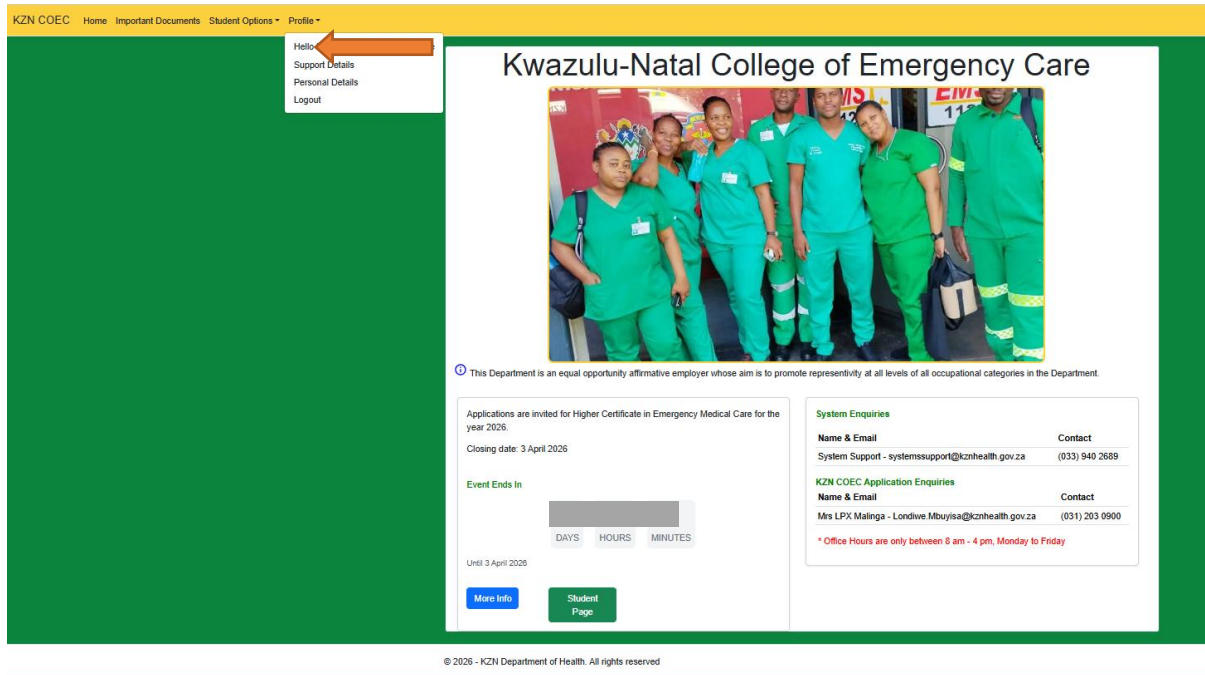 KZN COEC Home Important Documents Student Options Profile
Hello
Support Details
Personal Details
Logout
Kwazulu-Natal College of Emergency Care
EMS
EMS
112
This Department is an equal opportunity affirmative employer whose aim is to promote representivity at all levels of all occupational categories in the Department.
Applications are invited for Higher Certificate in Emergency Medical Care for the
year 2026.
Closing date: 3 April 2026
Event Ends In
DAYS HOURS MINUTES
Until 3 April 2026
More Info
Student
Page
System Enquiries
Name & Email Contact
System Support - systemssupport@kznhealth.gov.za (033) 940 2689
KZN COEC Application Enquiries
Name & Email Contact
Mrs LPX Malinga - Londiwe.Mbuyisa@kznhealth.gov.za (031) 203 0900
* Office Hours are only between 8 am - 4 pm, Monday to Friday
© 2026 - KZN Department of Health. All rights reserved